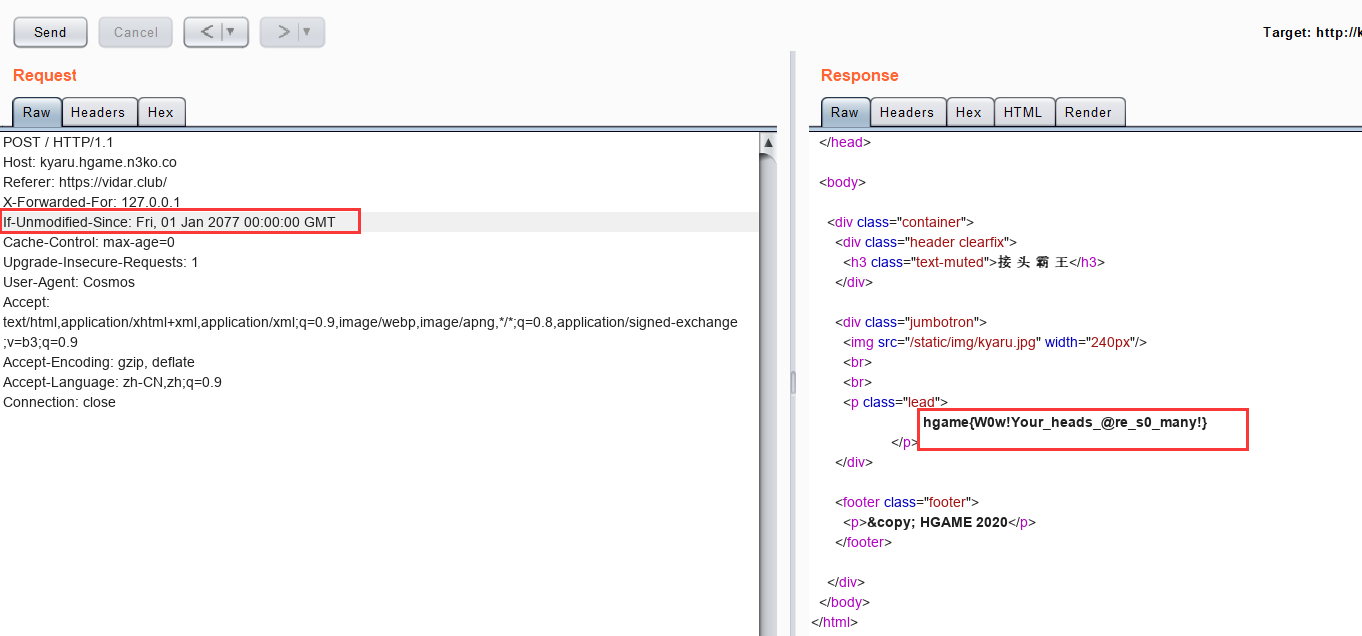 Send Cancel < >
Target: http://k
Request
Raw Headers Hex
POST / HTTP/1.1
Host: kyaru.hgame.n3ko.co
Referer: https://vidar.club/
X-Forwarded-For: 127.0.0.1
If-Unmodified-Since: Fri, 01 Jan 2077 00:00:00 GMT
Cache-Control: max-age=0
Upgrade-Insecure-Requests: 1
User-Agent: Cosmos
Accept:
text/html,application/xhtml+xml,application/xml;q=0.9,image/webp,image/apng,*/*;q=0.8,application/signed-exchange
;v=b3;q=0.9
Accept-Encoding: gzip, deflate
Accept-Language: zh-CN,zh;q=0.9
Connection: close
Response
Raw Headers Hex HTML Render
</head>
<body>
<div class="container">
<div class="header clearfix">
<h3 class="text-muted">接 头 霸 王</h3>
</div>
<div class="jumbotron">
<img src="/static/img/kyaru.jpg" width="240px"/>
<br>
<br>
<p class="lead">
hgame{W0w!Your_heads_@re_s0_many!}
</p>
</div>
<footer class="footer">
<p>&copy; HGAME 2020</p>
</footer>
</div>
</body>
</html>